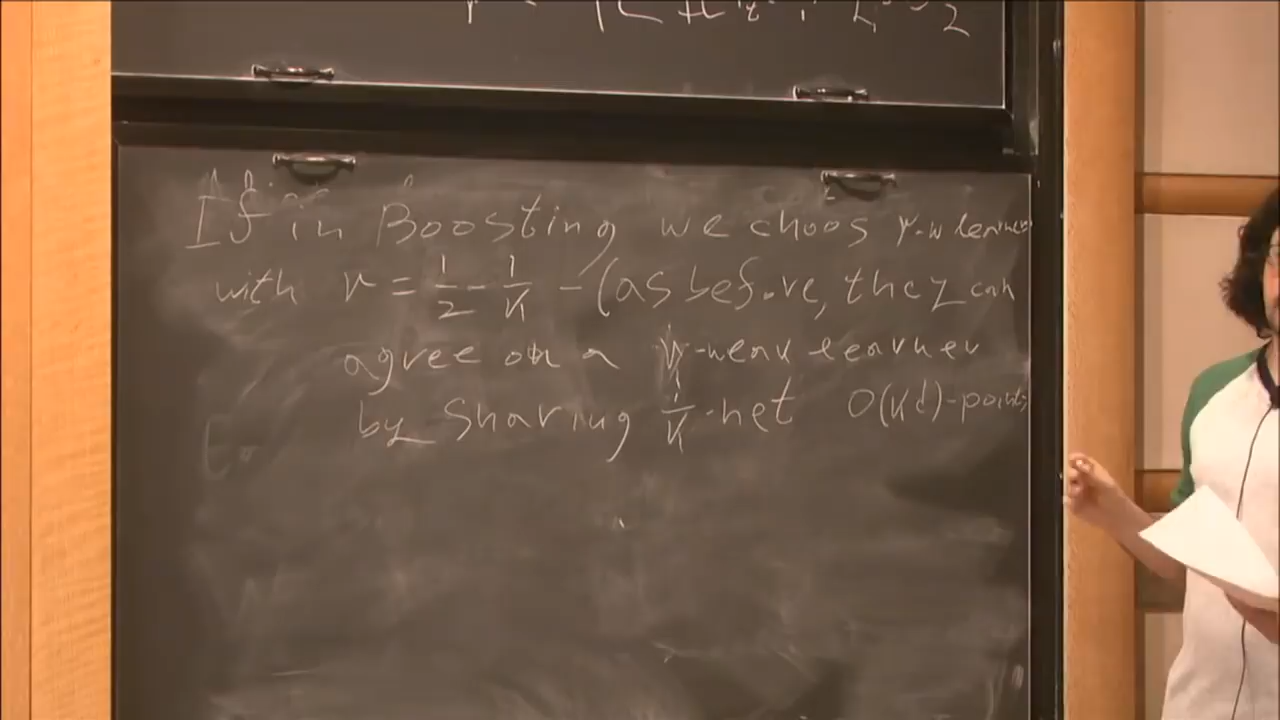 If in Boosting we choos γ-w learner
with γ = 1/2 - 1/K - (as before, they can
agree on a γ-weak learner
by sharing 1/K-net O(Kd)-points